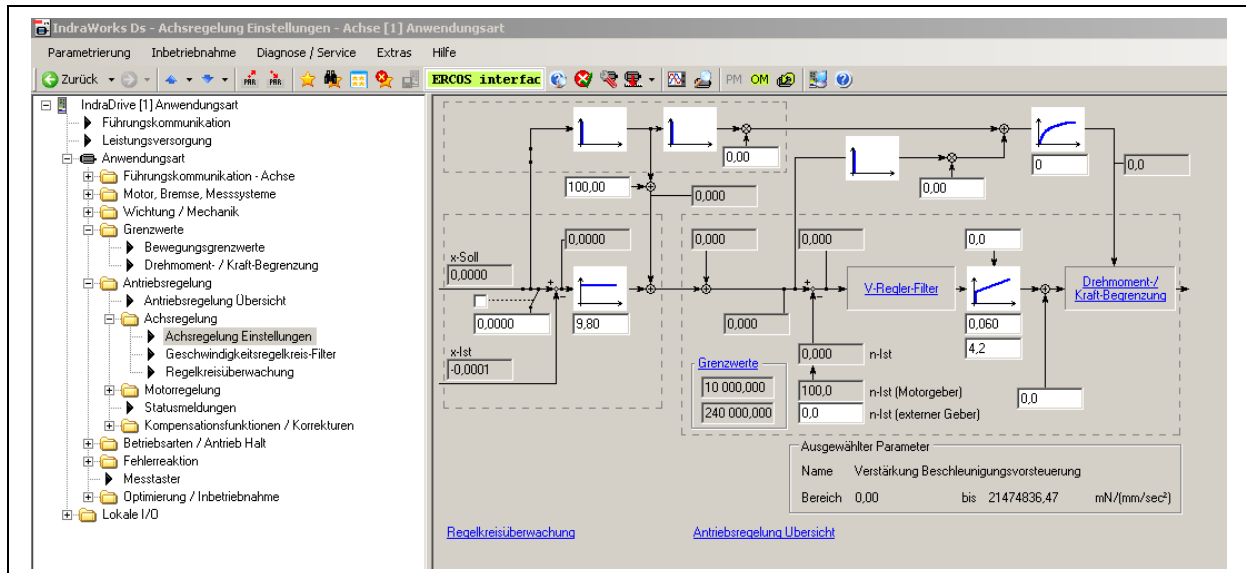 IndraWorks Ds - Achsregelung Einstellungen - Achse [1] Anwendungsart
Parametrierung Inbetriebnahme Diagnose / Service Extras Hilfe
Zurück PAR PAR ERCOS interfac PM OM
IndraDrive [1] Anwendungsart
Führungskommunikation
Leistungsversorgung
Anwendungsart
Führungskommunikation - Achse
Motor, Bremse, Messsysteme
Wichtung / Mechanik
Grenzwerte
Bewegungsgrenzwerte
Drehmoment- / Kraft-Begrenzung
Antriebsregelung
Antriebsregelung Übersicht
Achsregelung
Achsregelung Einstellungen
Geschwindigkeitsregelkreis-Filter
Regelkreisüberwachung
Motorregelung
Statusmeldungen
Kompensationsfunktionen / Korrekturen
Betriebsarten / Antrieb Halt
Fehlerreaktion
Messtaster
Optimierung / Inbetriebnahme
Lokale I/O
0,00
0
0,0
100,00
0,000
0,00
0,0000
0,000
0,000
0,0
x-Soll
0,0000
V-Regler-Filter
Drehmoment-/
Kraft-Begrenzung
0,0000
9,80
0,000
0,060
x-Ist
-0,0001
0,000 n-Ist
4,2
Grenzwerte
10 000,000
100,0 n-Ist (Motorgeber)
0,0
240 000,000
0,0 n-Ist (externer Geber)
Ausgewählter Parameter
Name Verstärkung Beschleunigungsvorsteuerung
Bereich 0,00 bis 21474836,47 mN/(mm/sec²)
Regelkreisüberwachung
Antriebsregelung Übersicht